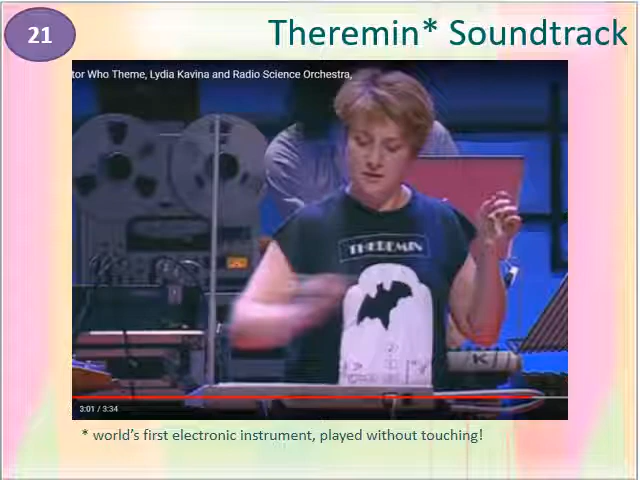 21
Theremin* Soundtrack
tor Who Theme, Lydia Kavina and Radio Science Orchestra,
THEREMIN
K
3:01 / 3:34
* world's first electronic instrument, played without touching!